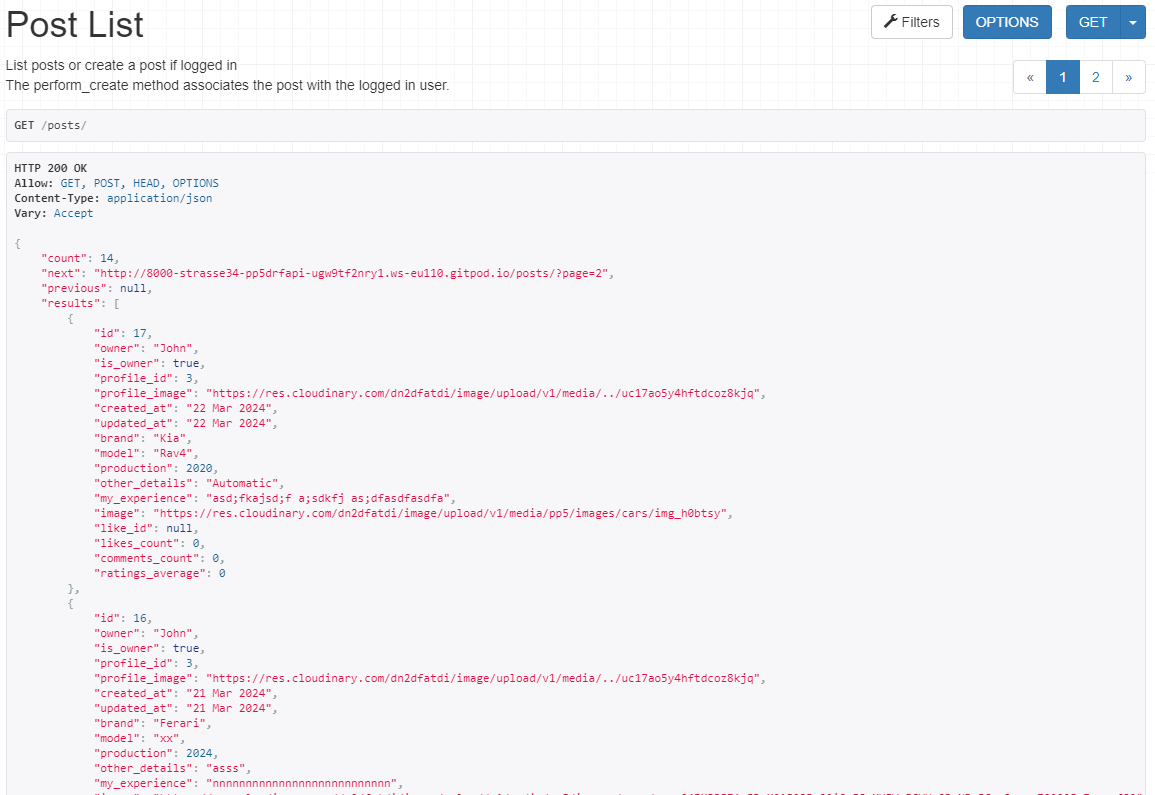 Post List
Filters
OPTIONS
GET
List posts or create a post if logged in
The perform_create method associates the post with the logged in user.
« 1 2 »
GET /posts/
HTTP 200 OK
Allow: GET, POST, HEAD, OPTIONS
Content-Type: application/json
Vary: Accept
{
"count": 14,
"next": "http://8000-strasse34-pp5drfapi-ugw9tf2nry1.ws-eu110.gitpod.io/posts/?page=2",
"previous": null,
"results": [
{
"id": 17,
"owner": "John",
"is_owner": true,
"profile_id": 3,
"profile_image": "https://res.cloudinary.com/dn2dfatdi/image/upload/v1/media/../uc17ao5y4hftdcoz8kjq",
"created_at": "22 Mar 2024",
"updated_at": "22 Mar 2024",
"brand": "Kia",
"model": "Rav4",
"production": 2020,
"other_details": "Automatic",
"my_experience": "asd;fkajsd;f a;sdkfj as;dfasdfasdfa",
"image": "https://res.cloudinary.com/dn2dfatdi/image/upload/v1/media/pp5/images/cars/img_h0btsy",
"like_id": null,
"likes_count": 0,
"comments_count": 0,
"ratings_average": 0
},
{
"id": 16,
"owner": "John",
"is_owner": true,
"profile_id": 3,
"profile_image": "https://res.cloudinary.com/dn2dfatdi/image/upload/v1/media/../uc17ao5y4hftdcoz8kjq",
"created_at": "21 Mar 2024",
"updated_at": "21 Mar 2024",
"brand": "Ferari",
"model": "xx",
"production": 2024,
"other_details": "asss",
"my_experience": "nnnnnnnnnnnnnnnnnnnnnnnnnnn",